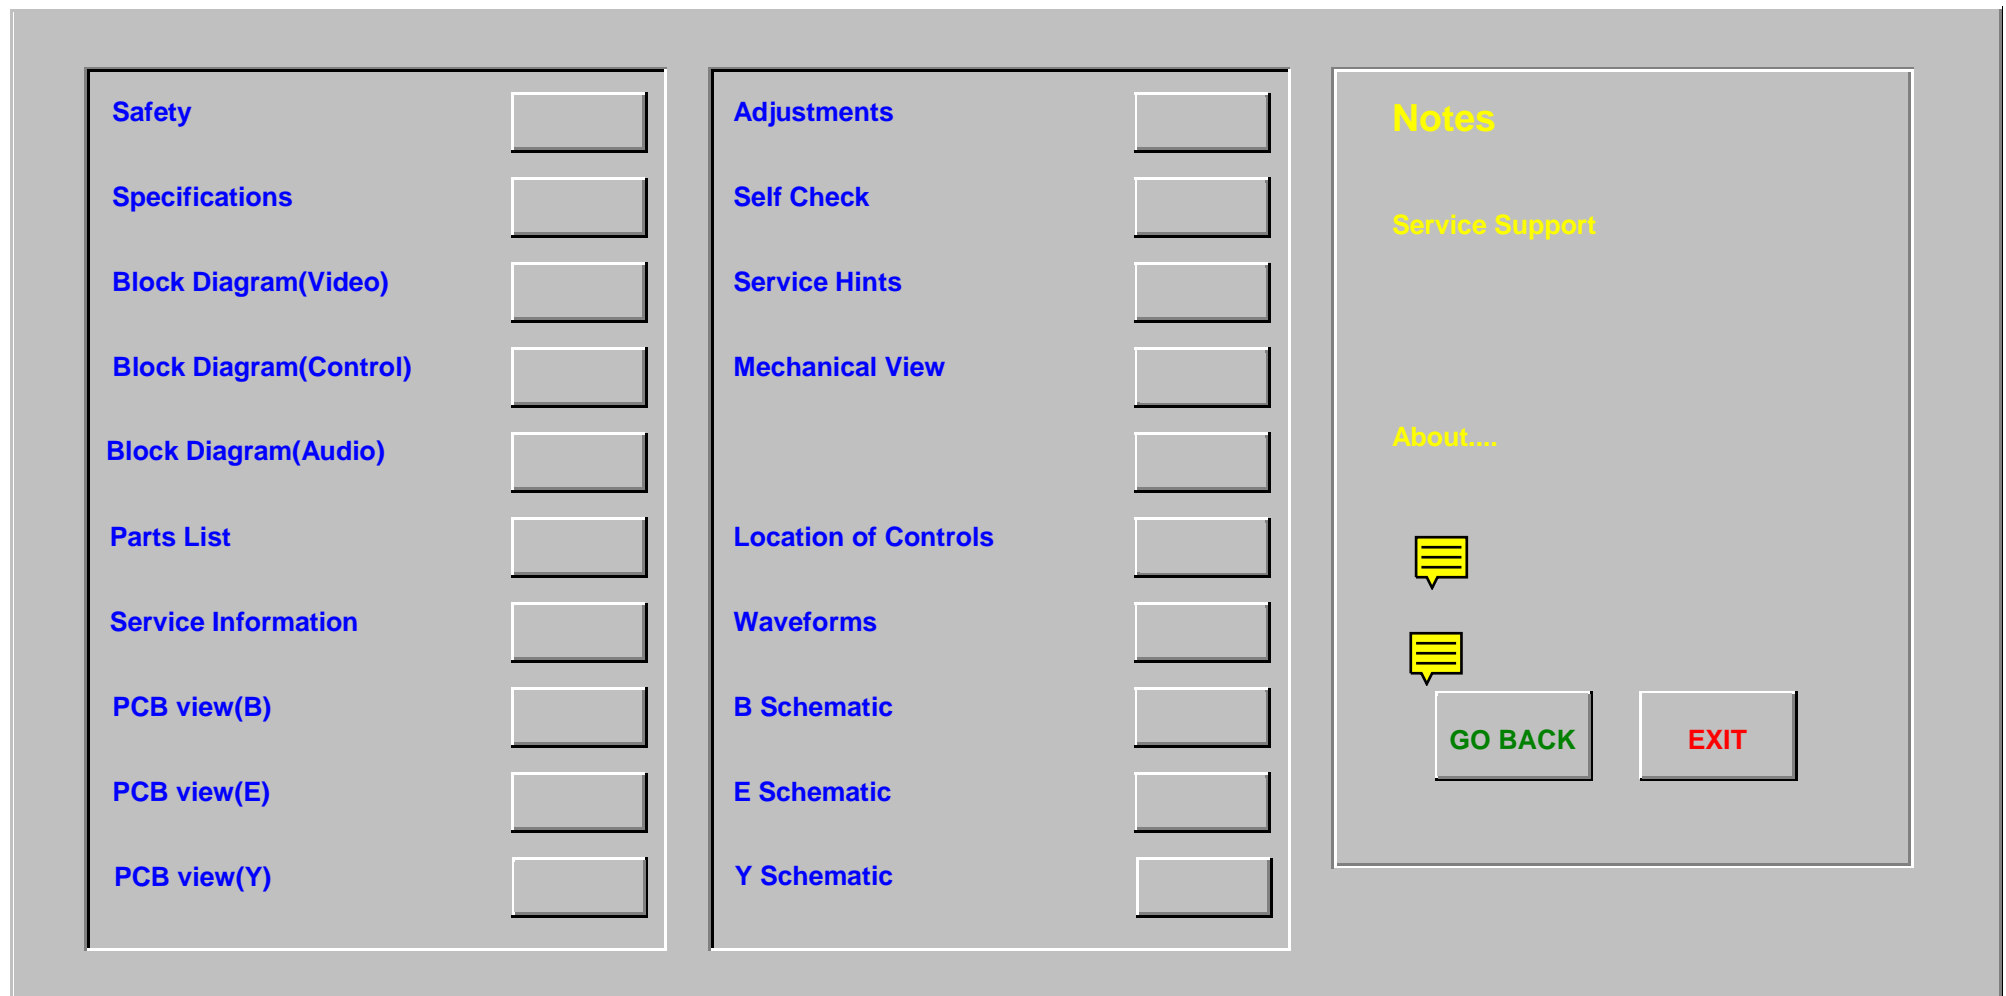 Safety
Specifications
Block Diagram(Video)
Block Diagram(Control)
Block Diagram(Audio)
Parts List
Service Information
PCB view(B)
PCB view(E)
PCB view(Y)
Adjustments
Self Check
Service Hints
Mechanical View
Location of Controls
Waveforms
B Schematic
E Schematic
Y Schematic
Notes
Service Support
About....
GO BACK
EXIT